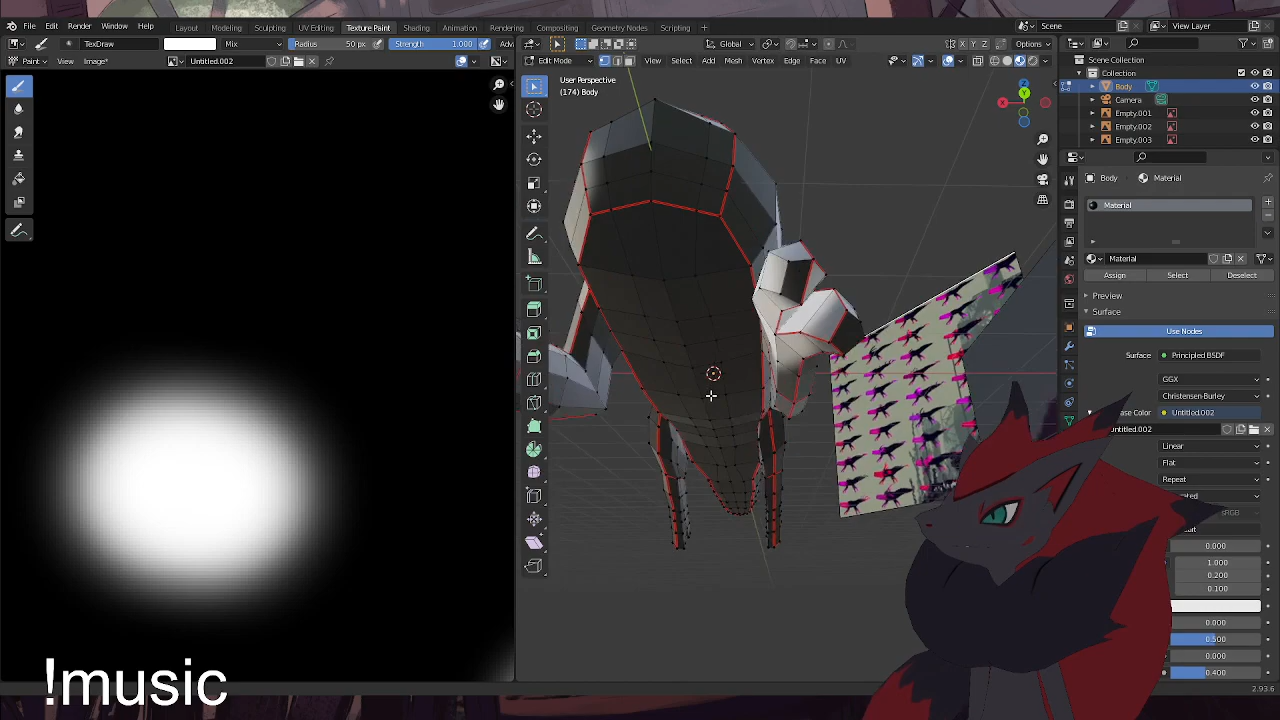 File Edit Render Window Help Layout Modeling Sculpting UV Editing Texture Paint Shading Animation Rendering Compositing Geometry Nodes Scripting + Scene View Layer
TexDraw Mix Radius 50 px Strength 1.000 Adv Global X Y Z Options
Paint View Image* Untitled.002 Edit Mode View Select Add Mesh Vertex Edge Face UV Scene Collection
Collection
User Perspective Body
(174) Body Camera
Empty.001
Empty.002
Empty.003
Body Material
Material
Material
Assign Select Deselect
Preview
Surface
Use Nodes
Surface Principled BSDF
GGX
Christensen-Burley
ase Color Untitled.002
Untitled.002
Linear
Flat
Repeat
0.000
1.000
0.200
0.100
0.000
0.500
0.000
0.400
!music
2.93.6